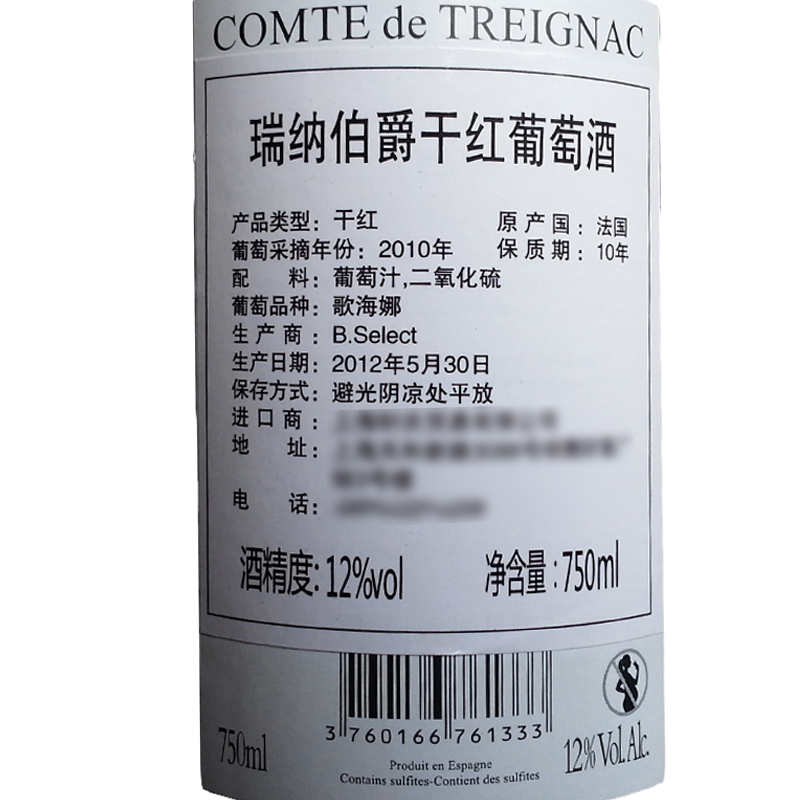 COMTE de TREIGNAC
瑞纳伯爵干红葡萄酒
产品类型：干红 原产国：法国
葡萄采摘年份：2010年 保质期：10年
配 料：葡萄汁,二氧化硫
葡萄品种：歌海娜
生产商：B.Select
生产日期：2012年5月30日
保存方式：避光阴凉处平放
进口商：
地 址：
电 话：
酒精度: 12%vol 净含量：750ml
750ml 3 760166 761333 12% Vol. Alc.
Produit en Espagne
Contains sulfites-Contient des sulfites